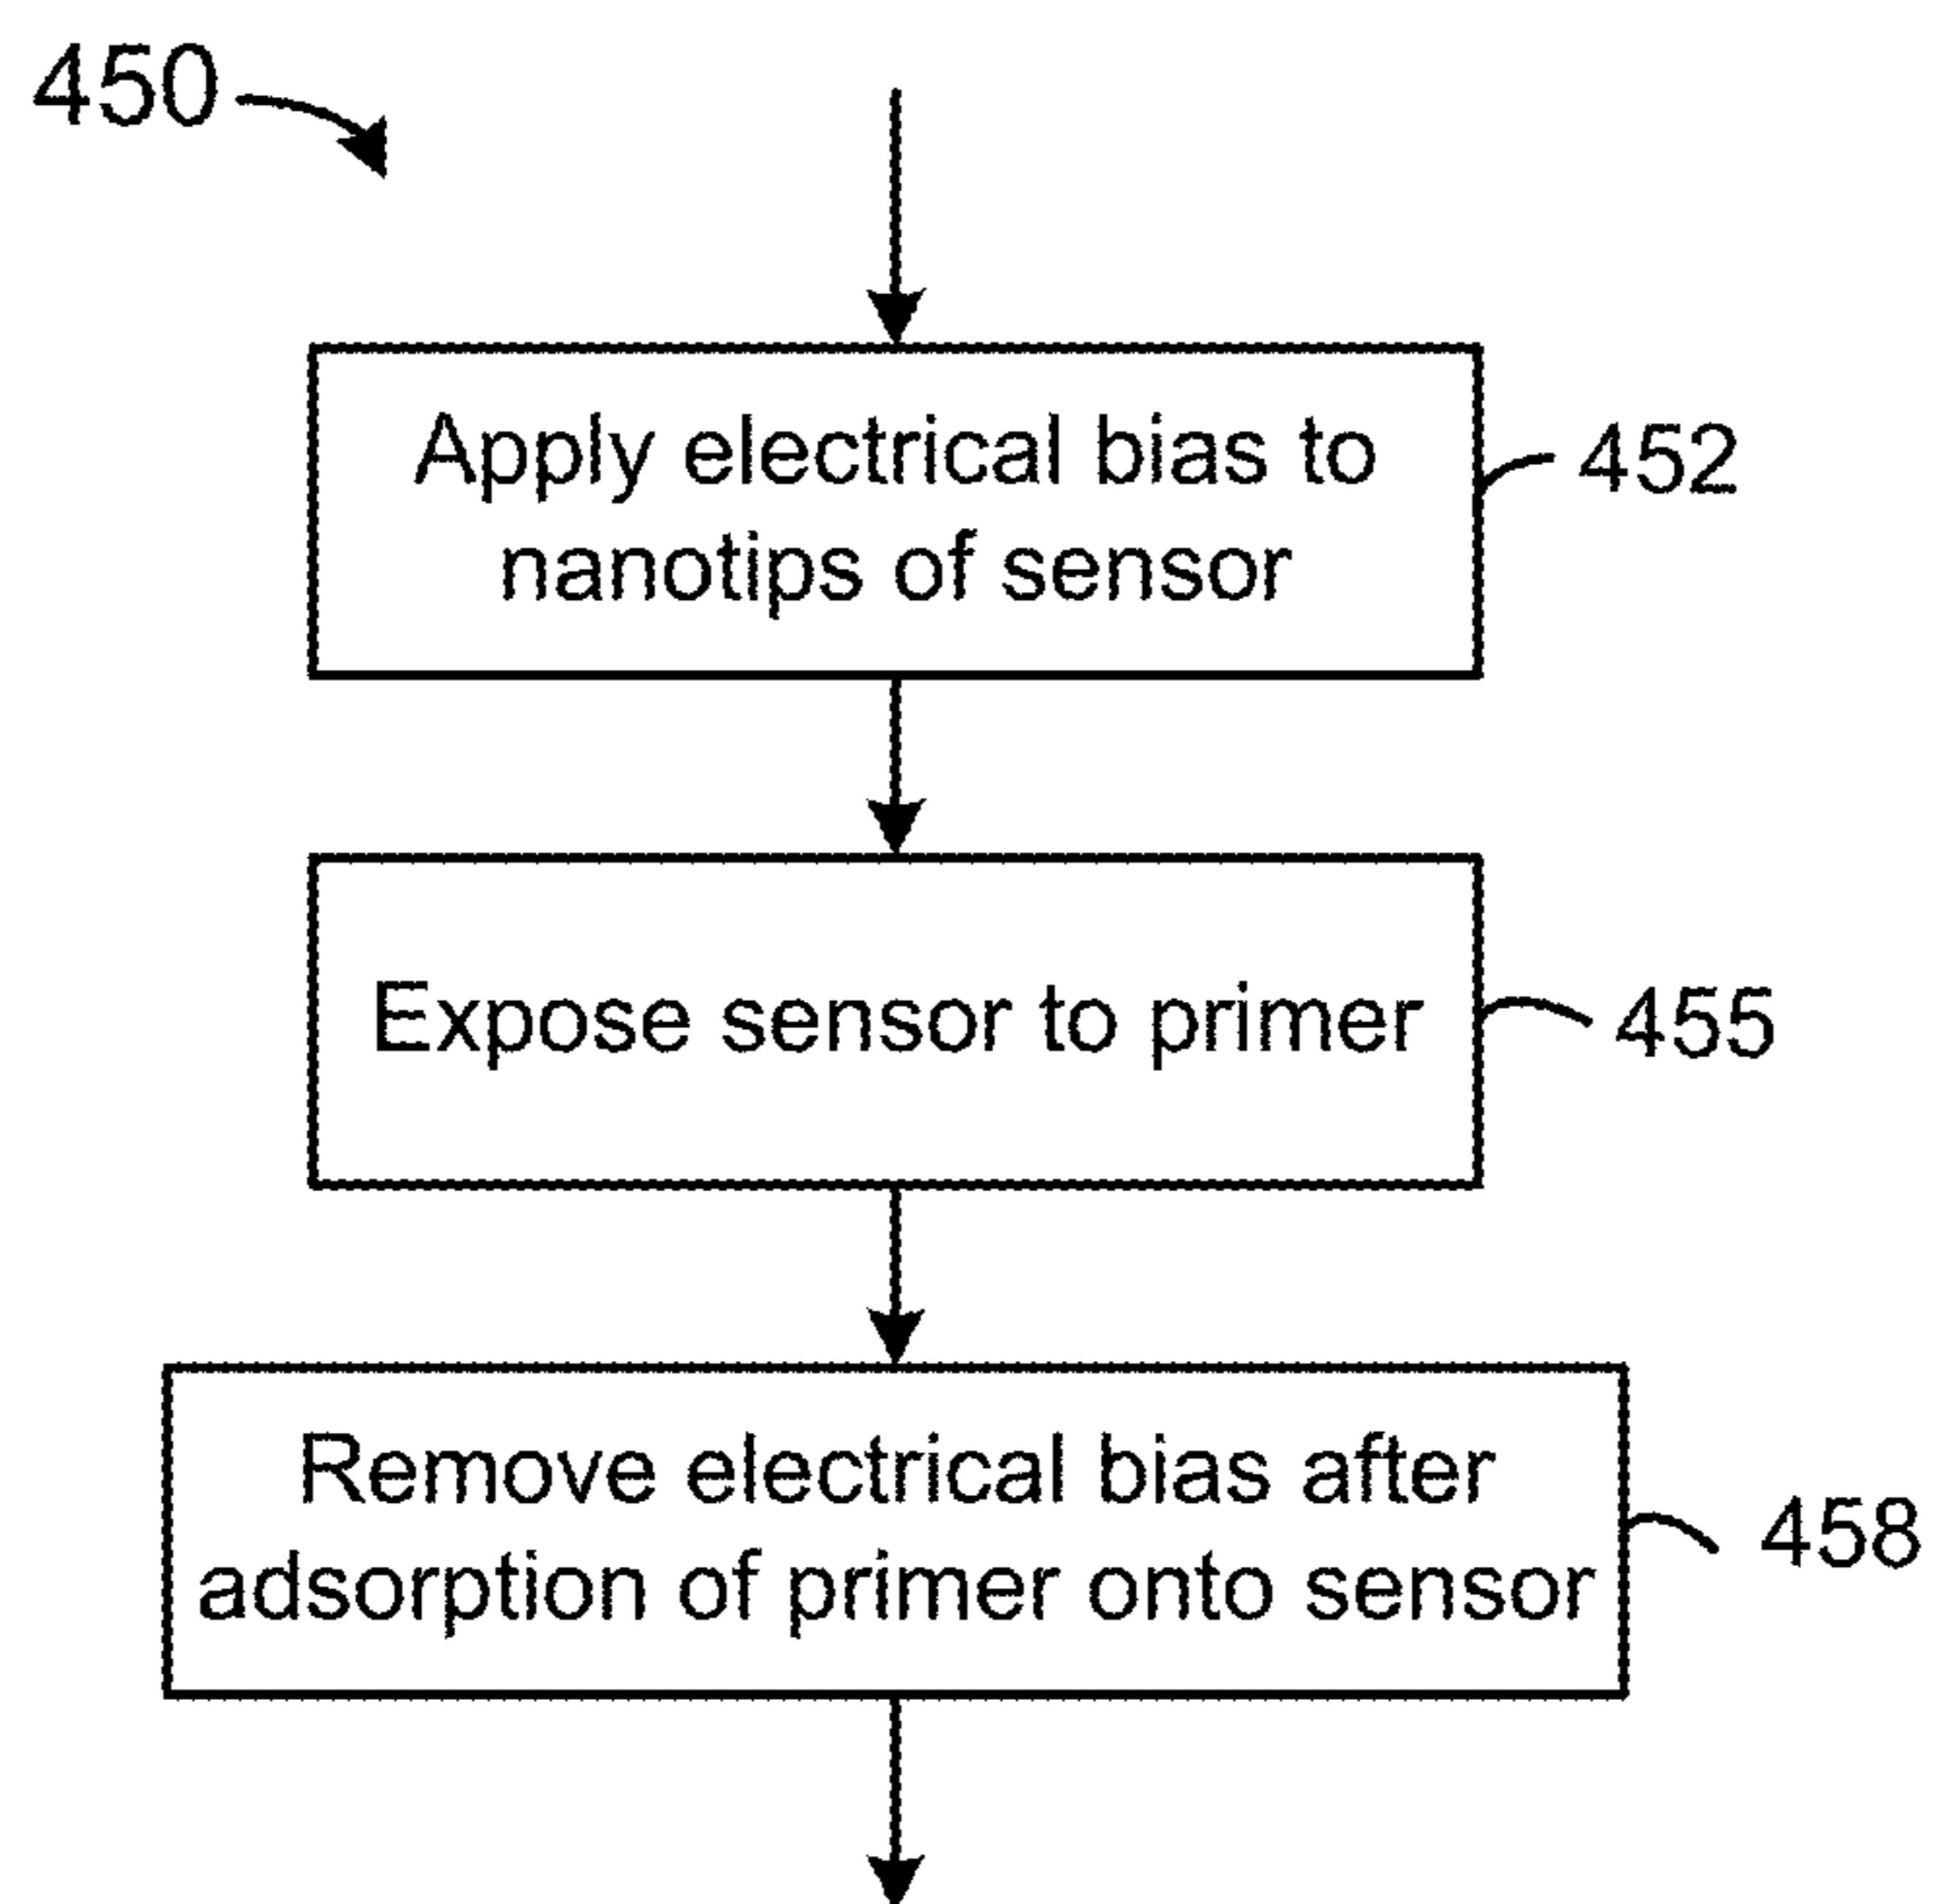 450
Apply electrical bias to
nanotips of sensor
452
Expose sensor to primer
455
Remove electrical bias after
adsorption of primer onto sensor
458